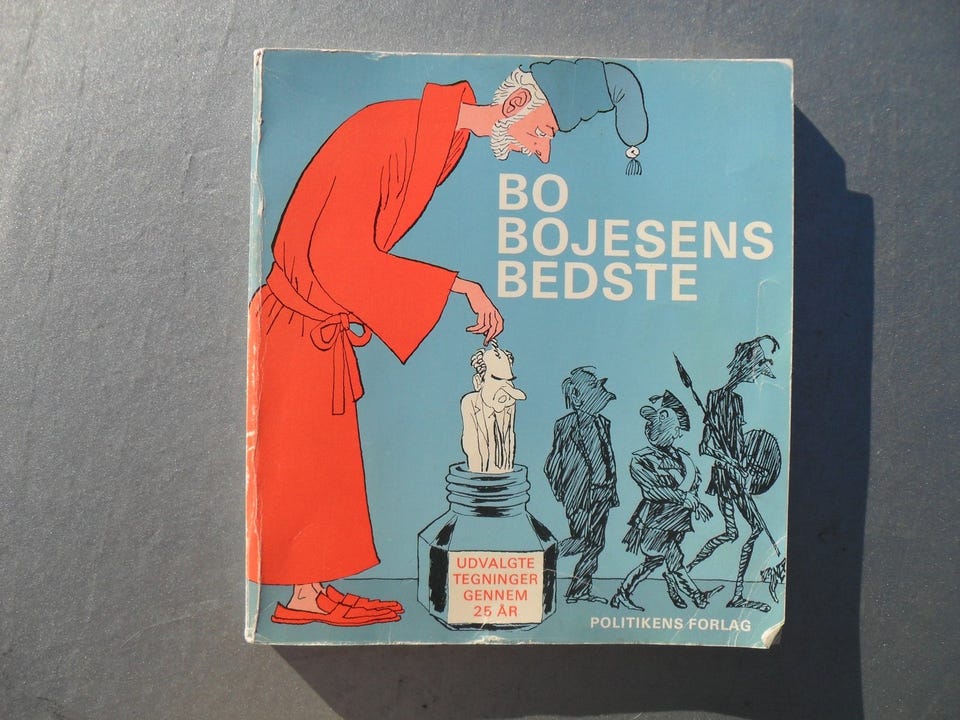 BO
BOJESENS
BEDSTE
UDVALGTE
TEGNINGER
GENNEM
25 ÅR
POLITIKENS FORLAG